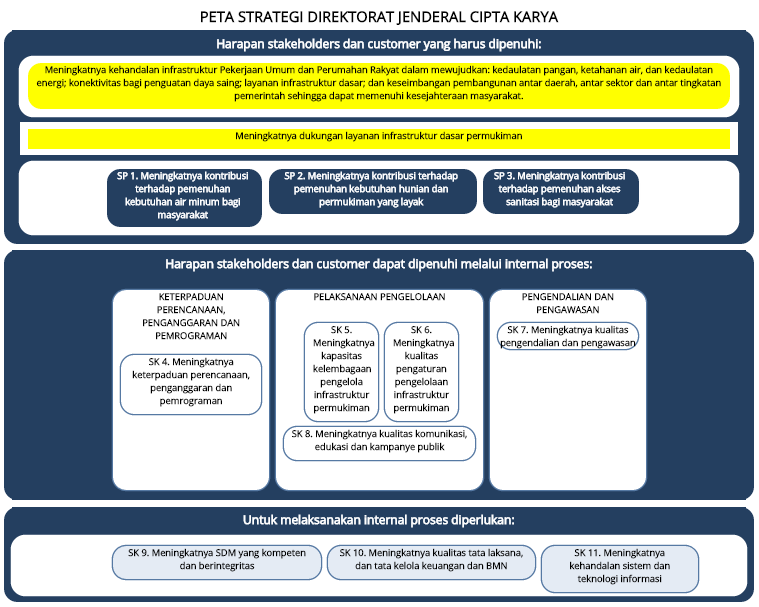 PETA STRATEGI DIREKTORAT JENDERAL CIPTA KARYA
Harapan stakeholders dan customer yang harus dipenuhi:
Meningkatnya kehandalan infrastruktur Pekerjaan Umum dan Perumahan Rakyat dalam mewujudkan: kedaulatan pangan, ketahanan air, dan kedaulatan
energi; konektivitas bagi penguatan daya saing; layanan infrastruktur dasar; dan keseimbangan pembangunan antar daerah, antar sektor dan antar tingkatan
pemerintah sehingga dapat memenuhi kesejahteraan masyarakat.
Meningkatnya dukungan layanan infrastruktur dasar permukiman
SP 1. Meningkatnya kontribusi
terhadap pemenuhan
kebutuhan air minum bagi
masyarakat
SP 2. Meningkatnya kontribusi terhadap
pemenuhan kebutuhan hunian dan
permukiman yang layak
SP 3. Meningkatnya kontribusi
terhadap pemenuhan akses
sanitasi bagi masyarakat
Harapan stakeholders dan customer dapat dipenuhi melalui internal proses:
KETERPADUAN
PERENCANAAN,
PENGANGGARAN DAN
PEMROGRAMAN
SK 4. Meningkatnya
keterpaduan perencanaan,
penganggaran dan
pemrograman
PELAKSANAAN PENGELOLAAN
SK 5.
Meningkatnya
kapasitas
kelembagaan
pengelola
infrastruktur
permukiman
SK 6.
Meningkatnya
kualitas
pengaturan
pengelolaan
infrastruktur
permukiman
SK 8. Meningkatnya kualitas komunikasi,
edukasi dan kampanye publik
PENGENDALIAN DAN
PENGAWASAN
SK 7. Meningkatnya kualitas
pengendalian dan pengawasan
Untuk melaksanakan internal proses diperlukan:
SK 9. Meningkatnya SDM yang kompeten
dan berintegritas
SK 10. Meningkatnya kualitas tata laksana,
dan tata kelola keuangan dan BMN
SK 11. Meningkatnya
kehandalan sistem dan
teknologi informasi